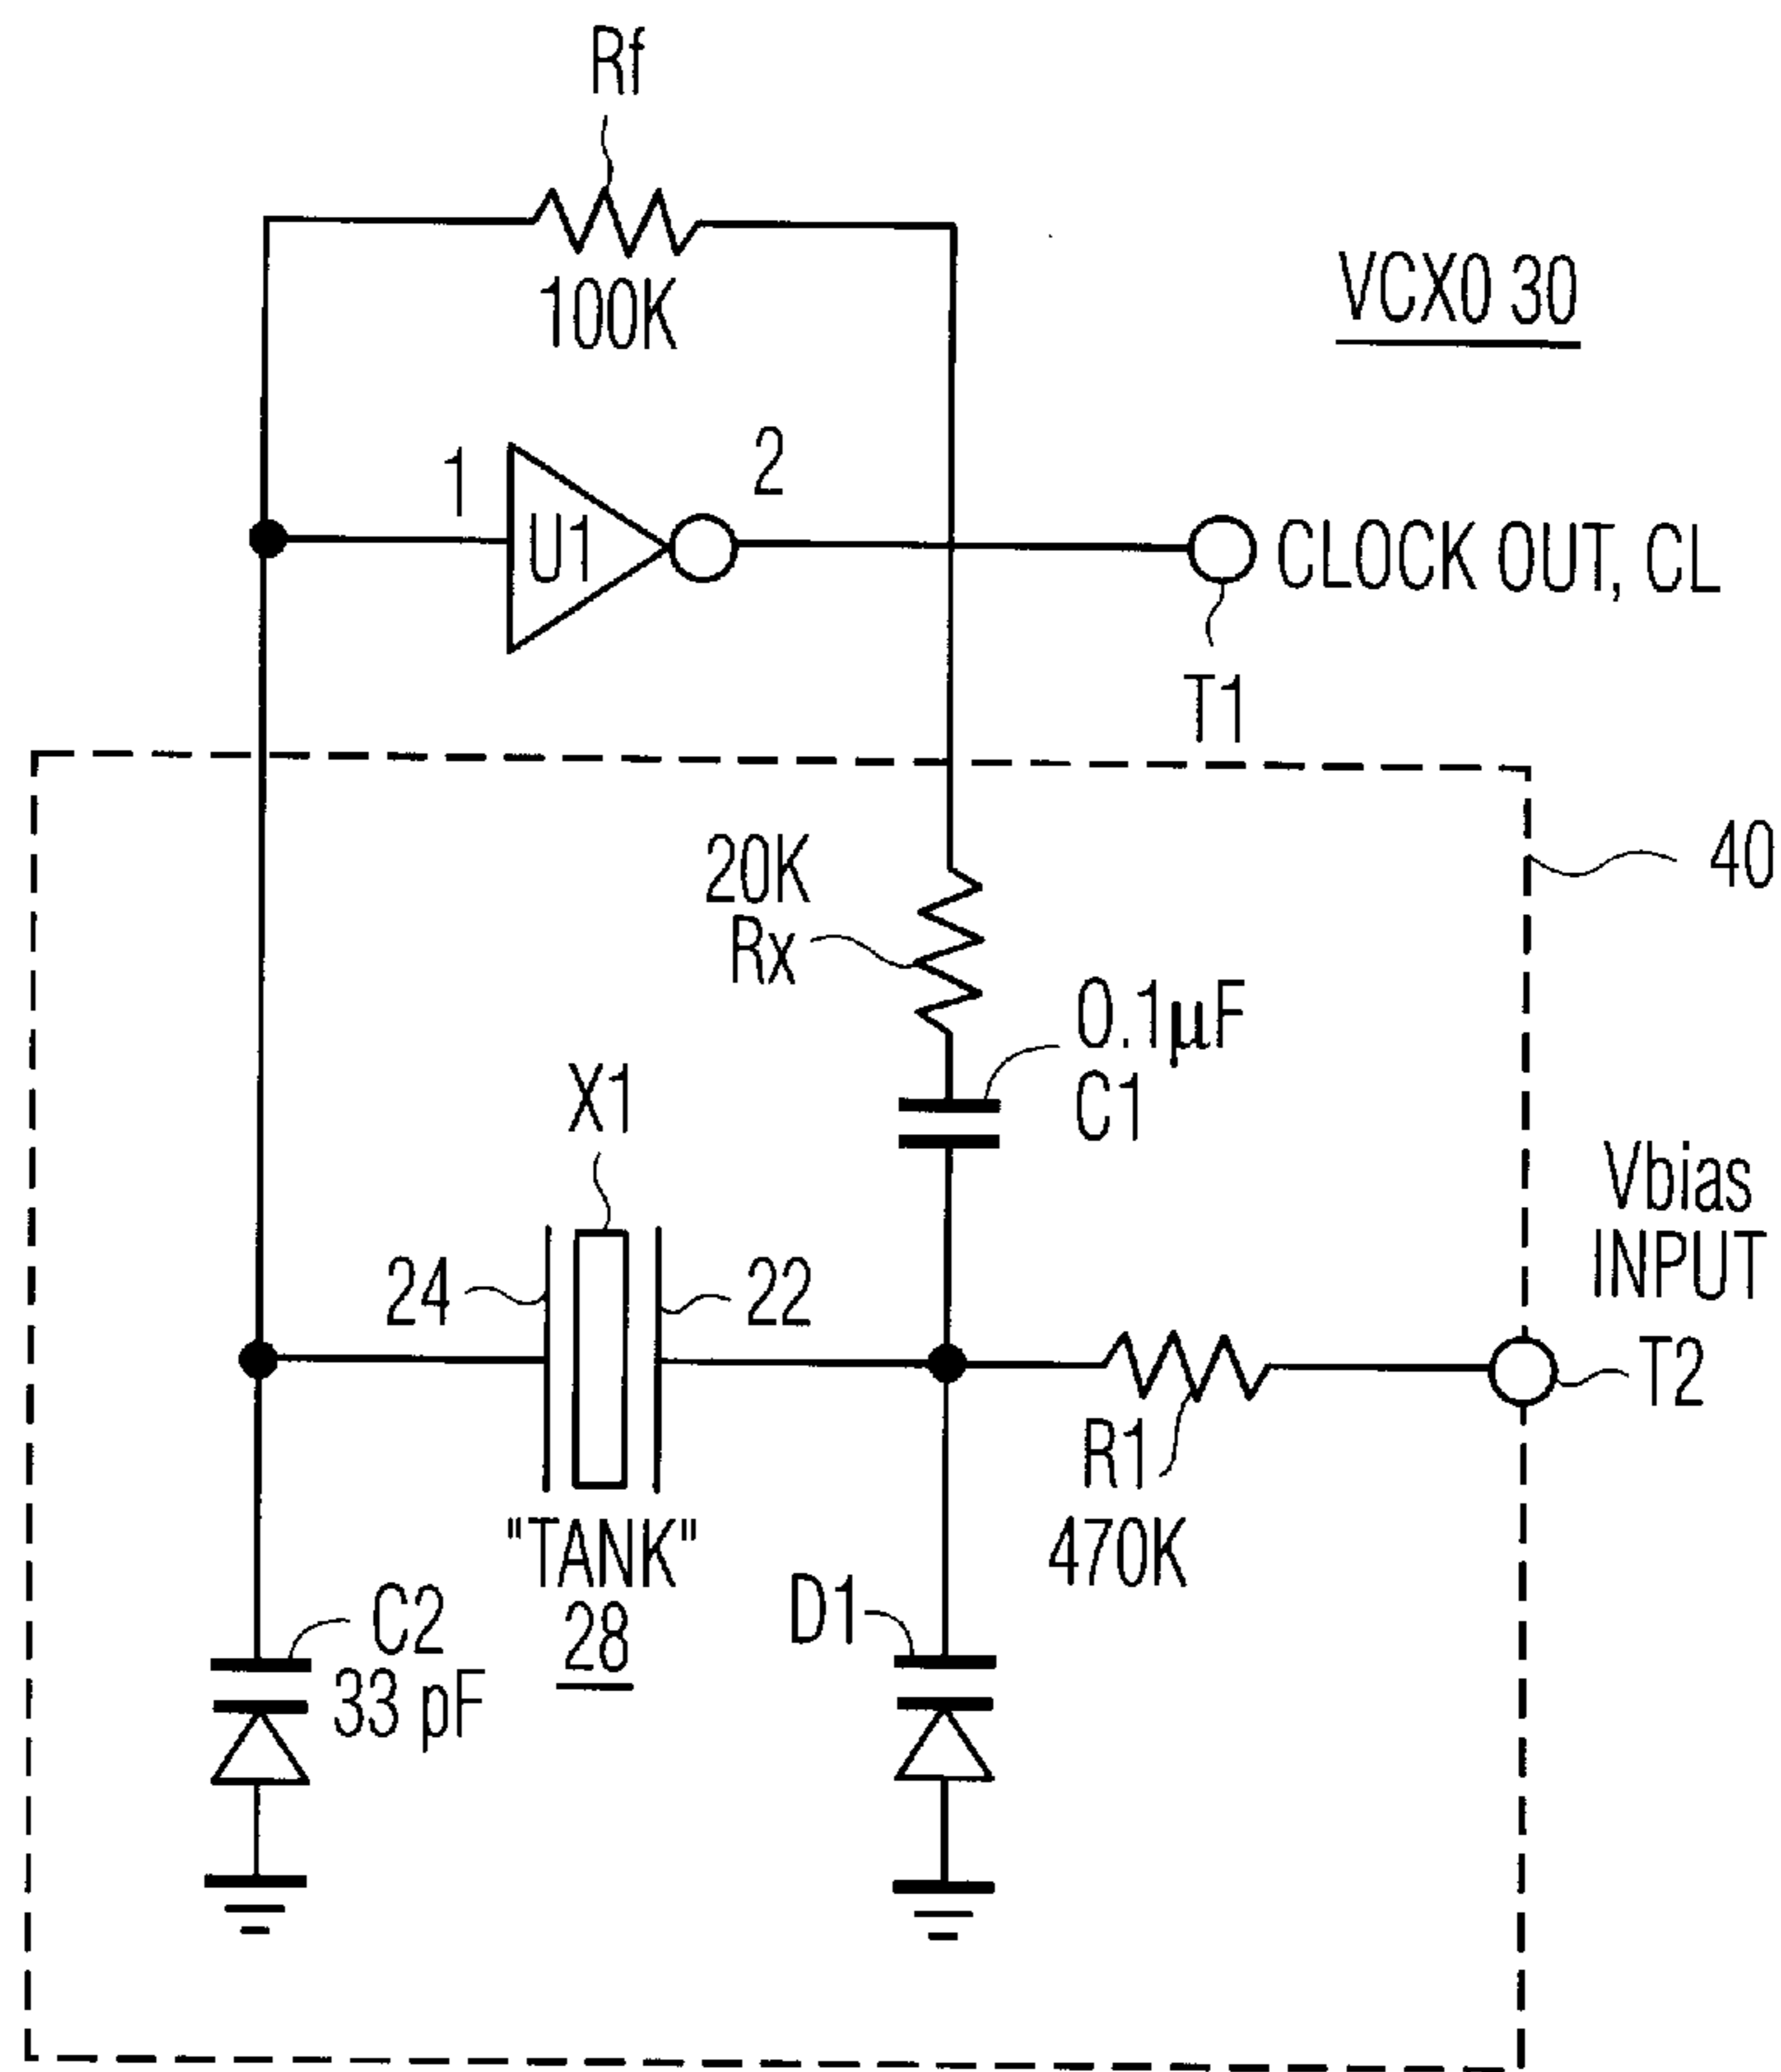 Rf
100K
VCXO 30
1
U1
2
CLOCK OUT, CL
T1
40
20K
Rx
0.1μF
C1
X1
Vbias
INPUT
24
22
T2
R1
470K
"TANK"
28
D1
C2
33 pF